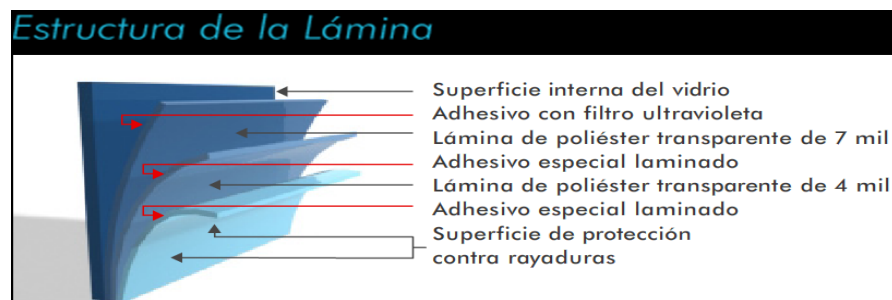 Estructura de la Lámina
Superficie interna del vidrio
Adhesivo con filtro ultravioleta
Lámina de poliéster transparente de 7 mil
Adhesivo especial laminado
Lámina de poliéster transparente de 4 mil
Adhesivo especial laminado
Superficie de protección
contra rayaduras